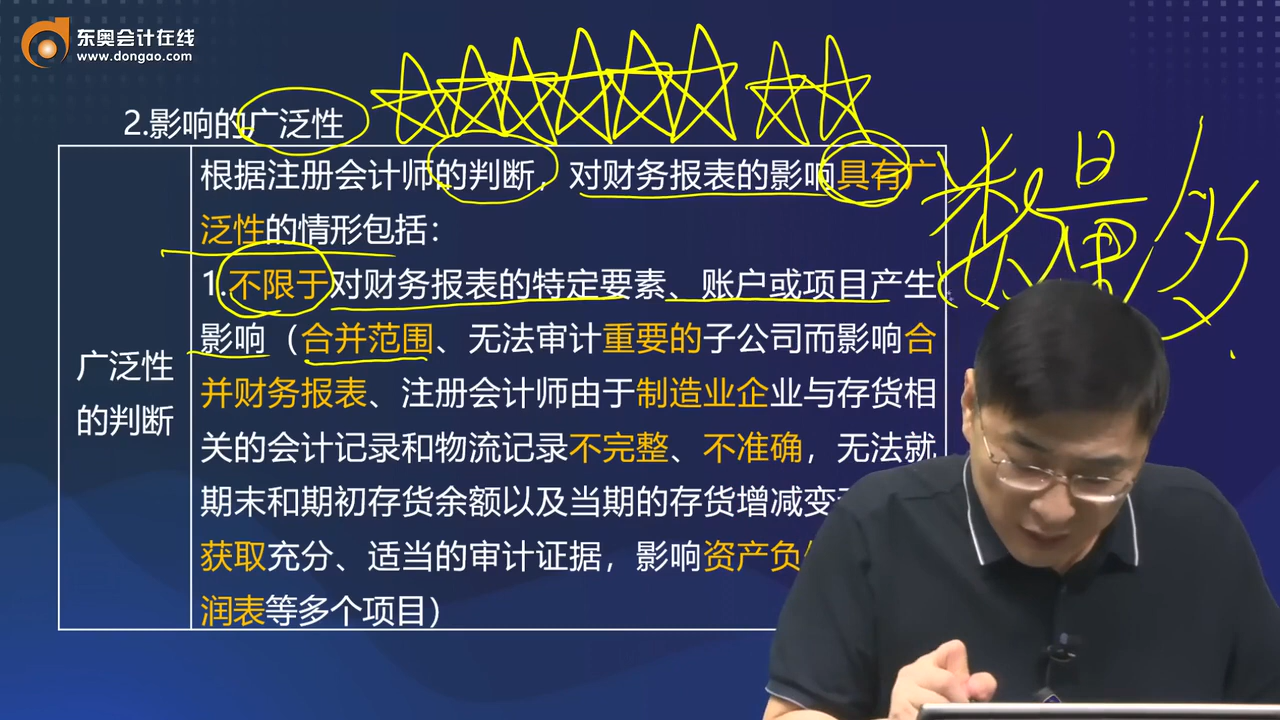 东奥会计在线
www.dongao.com
2.影响的广泛性
数量多
广泛性
的判断
根据注册会计师的判断，对财务报表的影响具有广
泛性的情形包括：
1.不限于对财务报表的特定要素、账户或项目产生
影响（合并范围、无法审计重要的子公司而影响合
并财务报表、注册会计师由于制造业企业与存货相
关的会计记录和物流记录不完整、不准确，无法就
期末和期初存货余额以及当期的存货增减变
获取充分、适当的审计证据，影响资产负
润表等多个项目）